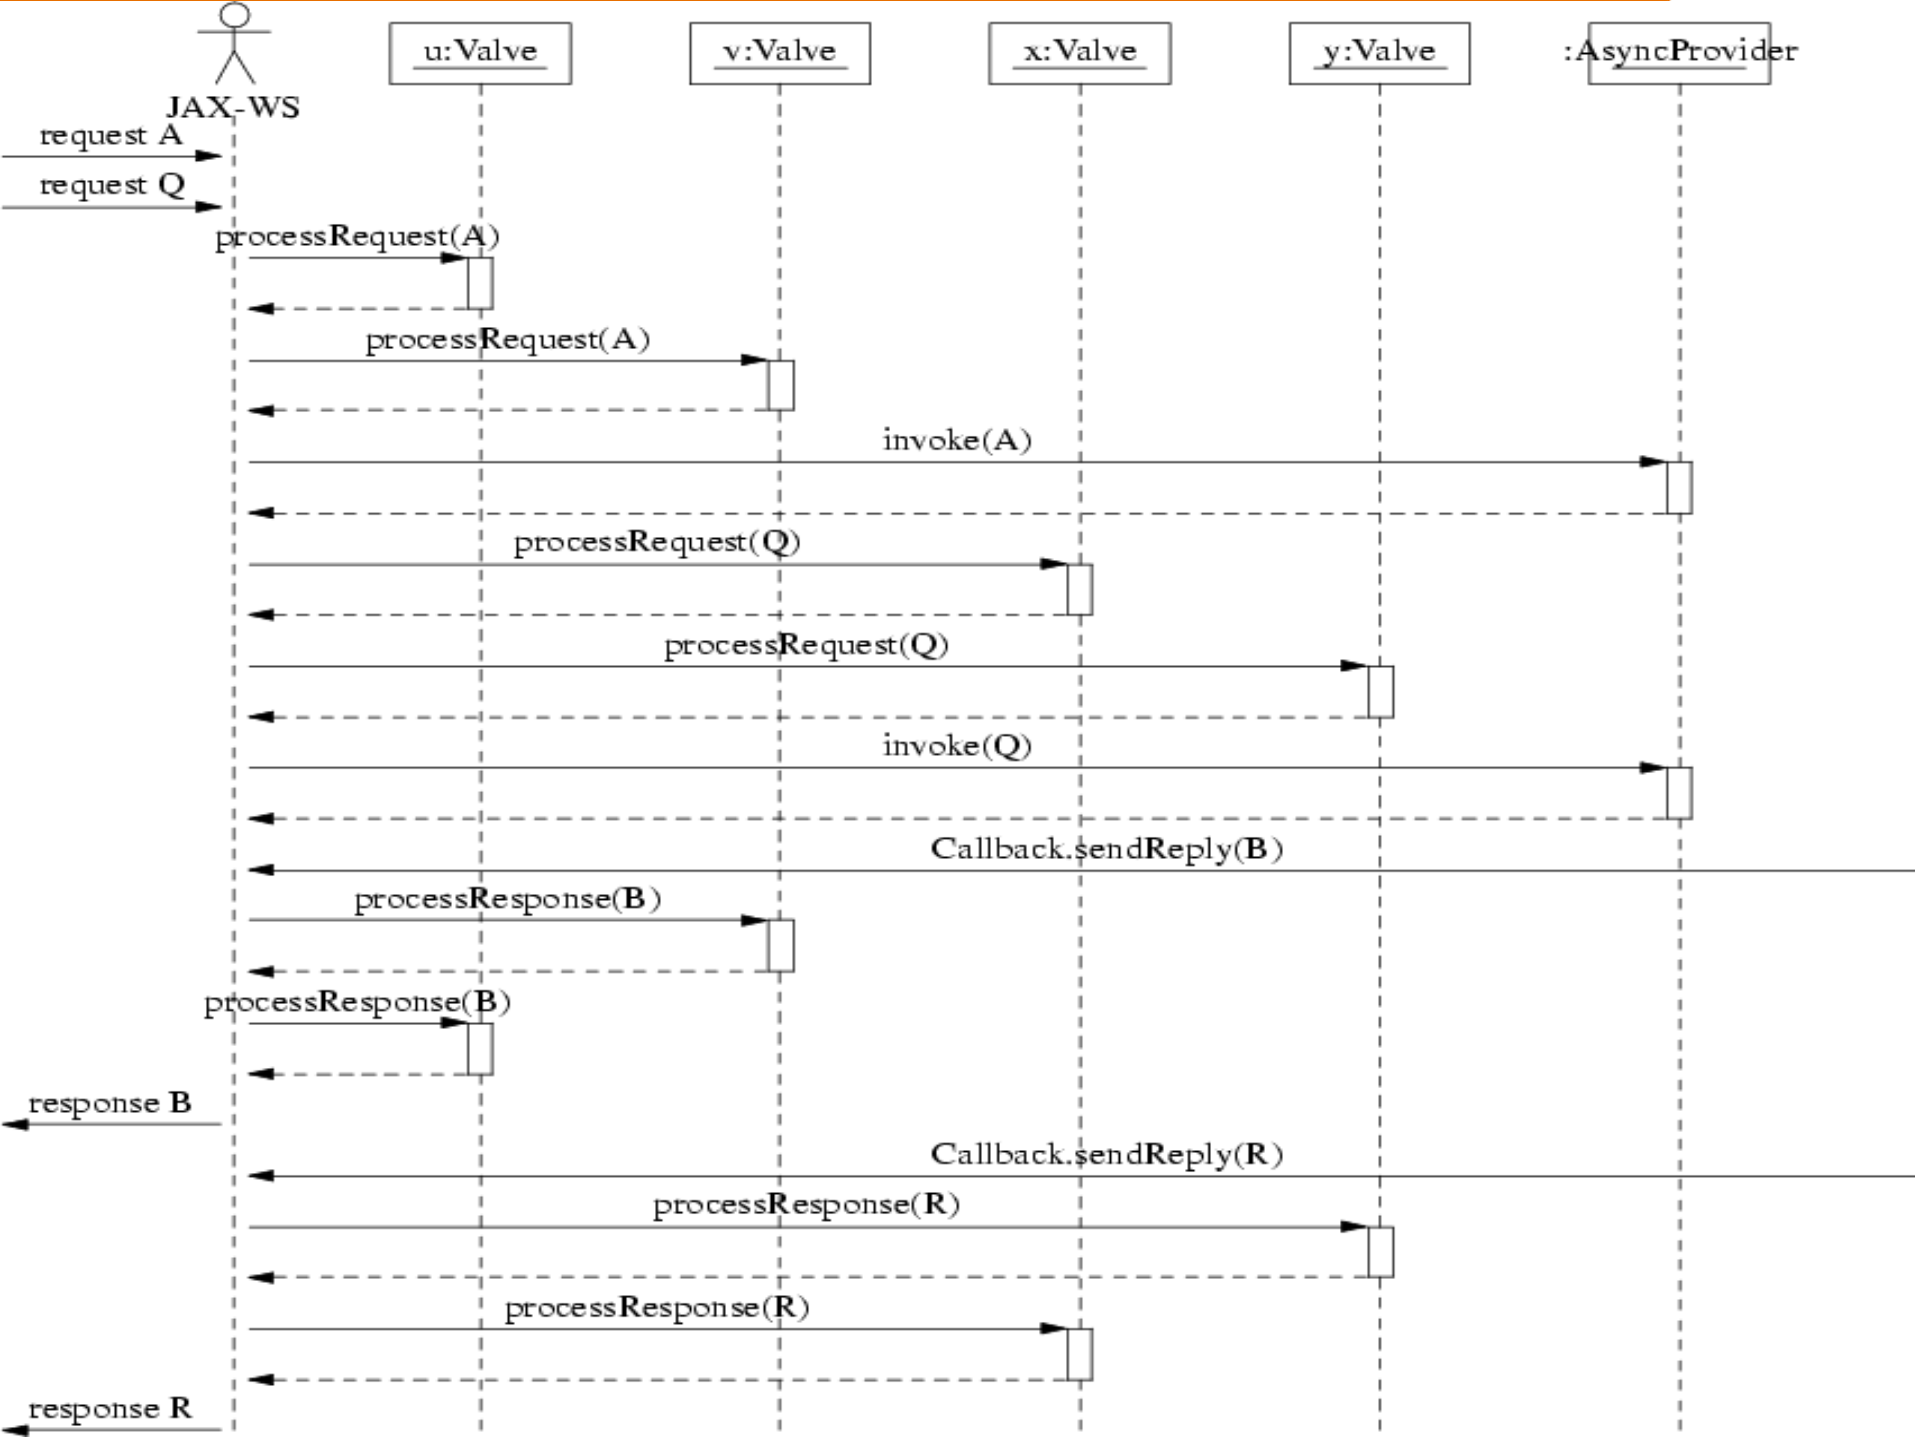 u:Valve
v:Valve
x:Valve
y:Valve
:AsyncProvider
JAX-WS
request A
request Q
processRequest(A)
processRequest(A)
invoke(A)
processRequest(Q)
processRequest(Q)
invoke(Q)
Callback.sendReply(B)
processResponse(B)
processResponse(B)
response B
Callback.sendReply(R)
processResponse(R)
processResponse(R)
response R